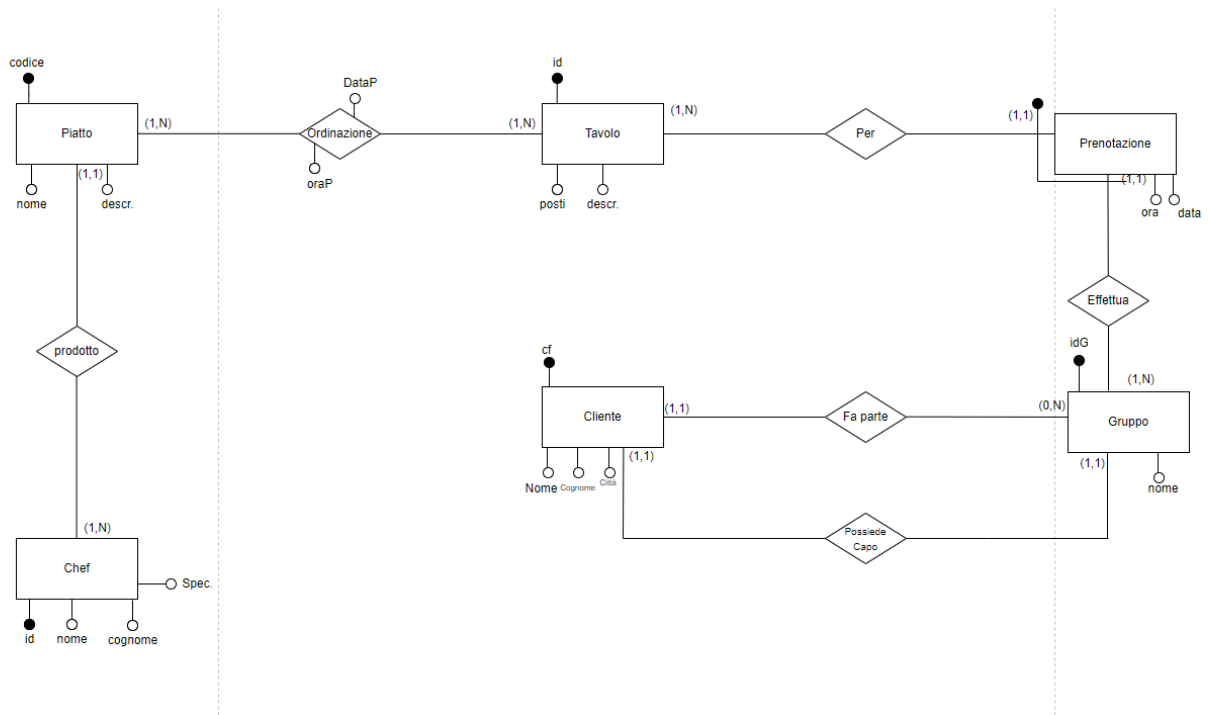 codice
Piatto
(1,N)
(1,1)
nome
descr.
DataP
Ordinazione
oraP
id
(1,N)
Tavolo
(1,N)
posti
descr.
Per
(1,1)
Prenotazione
(1,1)
ora
data
Effettua
prodotto
cf
Cliente
(1,1)
Nome
Cognome
Città
(1,1)
Fa parte
idG
(1,N)
(0,N)
Gruppo
(1,1)
nome
Possiede
Capo
(1,N)
Chef
Spec.
id
nome
cognome